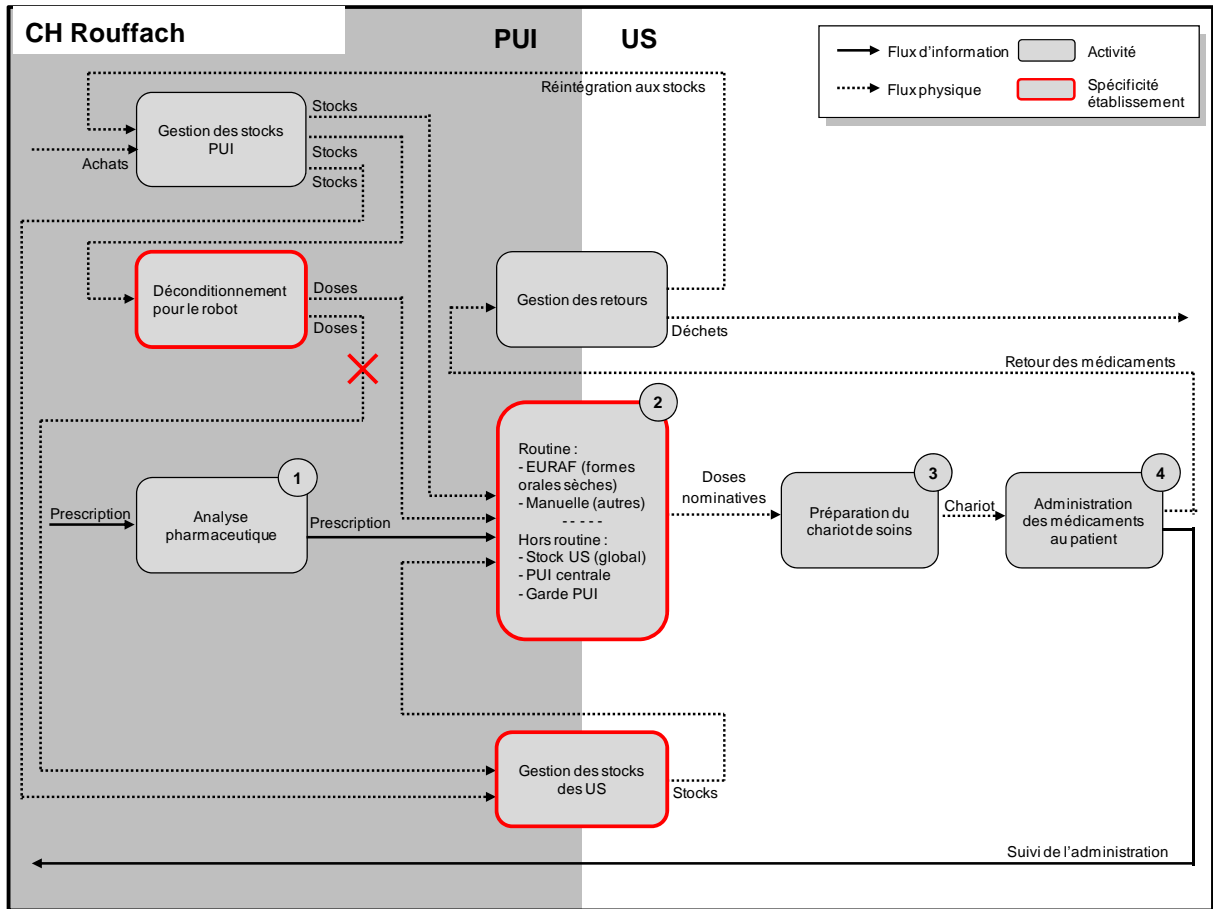 CH Rouffach
PUI
US
Flux d'information
Activité
Flux physique
Spécificité
établissement
Réintégration aux stocks
Stocks
Gestion des stocks
PUI
Stocks
Achats
Stocks
Déconditionnement
pour le robot
Doses
Doses
Gestion des retours
Déchets
Retour des médicaments
2
Routine :
- EURAF (formes
orales sèches)
- Manuelle (autres)
- - - - -
Hors routine :
- Stock US (global)
- PUI centrale
- Garde PUI
1
Prescription
Analyse
pharmaceutique
Prescription
Doses
nominatives
3
Préparation du
chariot de soins
Chariot
4
Administration
des médicaments
au patient
Gestion des stocks
des US
Stocks
Suivi de l'administration